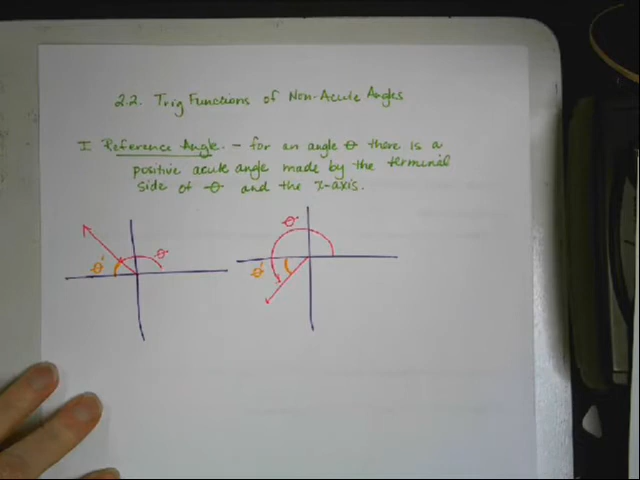 2.2. Trig Functions of Non-Acute Angles
I Reference Angle. - for an angle θ there is a
positive acute angle made by the terminal
side of θ and the x-axis.
θ' θ
θ
θ'